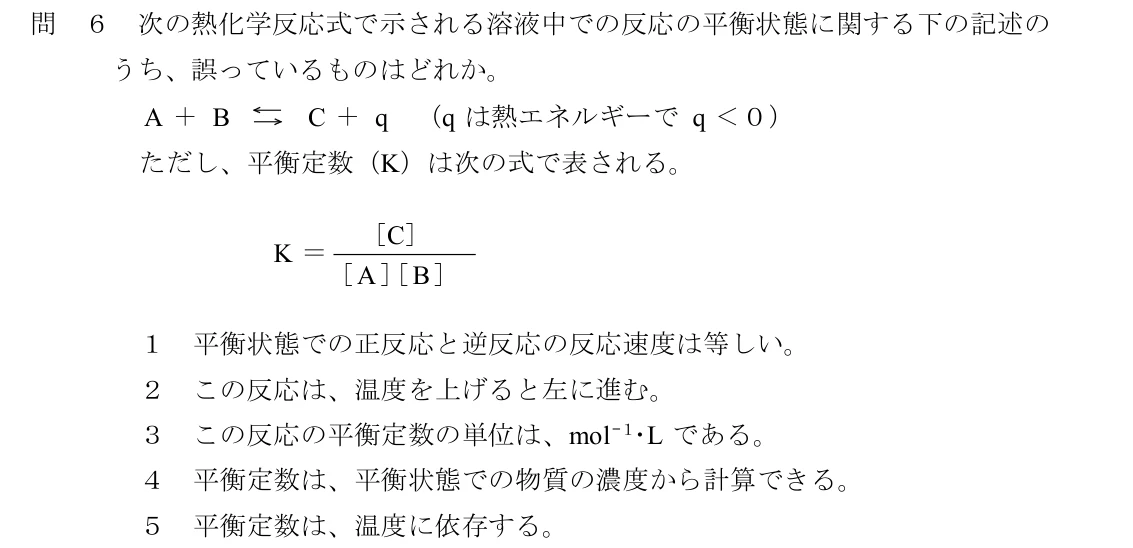 問　６　次の熱化学反応式で示される溶液中での反応の平衡状態に関する下の記述の
うち、誤っているものはどれか。
A ＋ B ⇆ C ＋ q　（q は熱エネルギーで q＜０）
ただし、平衡定数（K）は次の式で表される。
K ＝ ［C］/［A］［B］
１　平衡状態での正反応と逆反応の反応速度は等しい。
２　この反応は、温度を上げると左に進む。
３　この反応の平衡定数の単位は、mol⁻¹･L である。
４　平衡定数は、平衡状態での物質の濃度から計算できる。
５　平衡定数は、温度に依存する。